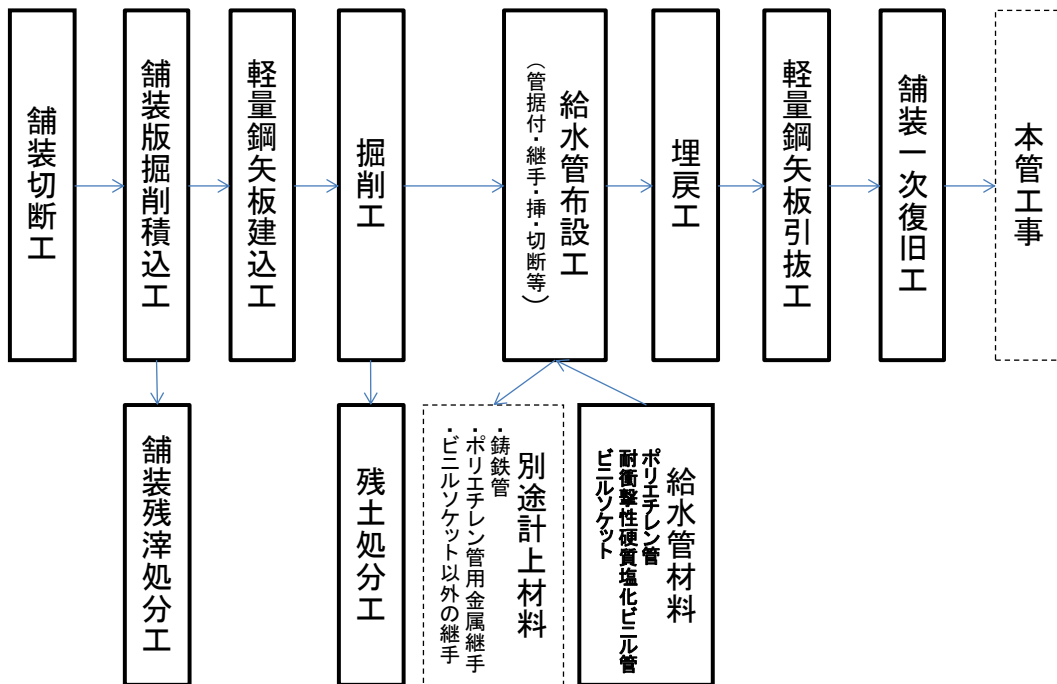 舗装切断工
舗装版掘削積込工
軽量鋼矢板建込工
掘削工
給水管布設工
（管据付・継手・挿・切断等）
埋戻工
軽量鋼矢板引抜工
舗装一次復旧工
本管工事
舗装残滓処分工
残土処分工
別途計上材料
・鋳鉄管
・ポリエチレン管用金属継手
・ビニルソケット以外の継手
給水管材料
ポリエチレン管
耐衝撃性硬質塩化ビニル管
ビニルソケット